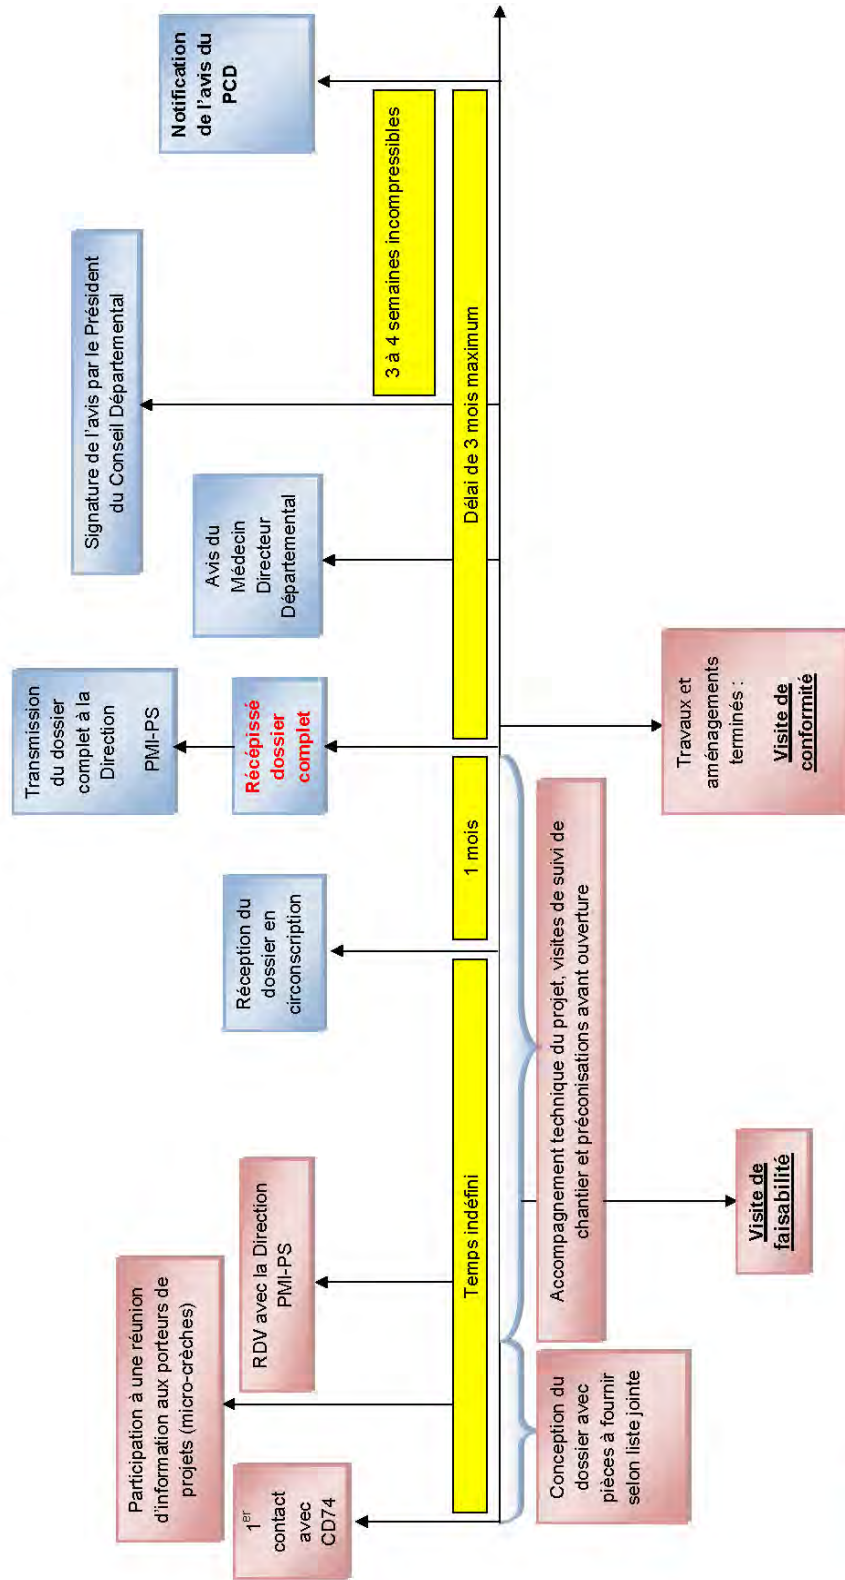 1er
contact
avec
CD74
Participation à une réunion
d'information aux porteurs de
projets (micro-crèches)
RDV avec la Direction
PMI-PS
Réception du
dossier en
circonscription
Transmission
du dossier
complet à la
Direction
PMI-PS
Récépissé
dossier
complet
Avis du
Médecin
Directeur
Départemental
Signature de l'avis par le Président
du Conseil Départemental
Notification
de l'avis du
PCD
3 à 4 semaines incompressibles
Temps indéfini
1 mois
Délai de 3 mois maximum
Conception du
dossier avec
pièces à fournir
selon liste jointe
Accompagnement technique du projet, visites de suivi de
chantier et préconisations avant ouverture
Visite de
faisabilité
Travaux et
aménagements
terminés :
Visite de
conformité